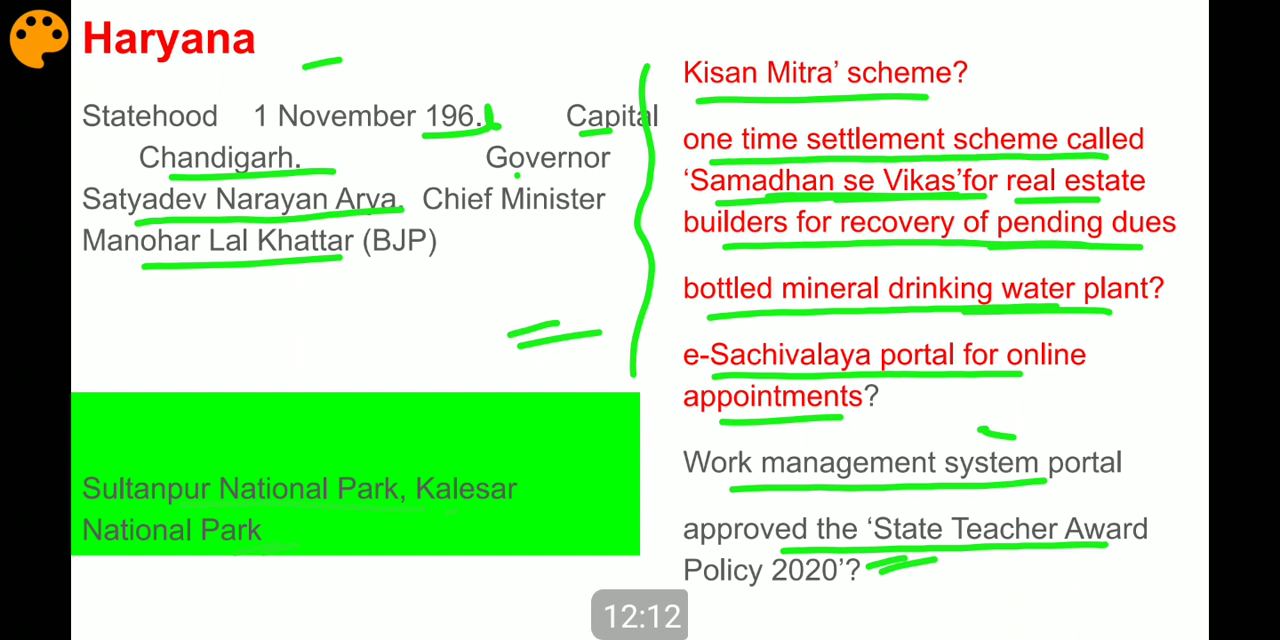 Haryana
Statehood 1 November 196. Capital
Chandigarh. Governor
Satyadev Narayan Arya. Chief Minister
Manohar Lal Khattar (BJP)
Sultanpur National Park, Kalesar
National Park
Kisan Mitra’ scheme?
one time settlement scheme called
‘Samadhan se Vikas’for real estate
builders for recovery of pending dues
bottled mineral drinking water plant?
e-Sachivalaya portal for online
appointments?
Work management system portal
approved the ‘State Teacher Award
Policy 2020’?
12:12